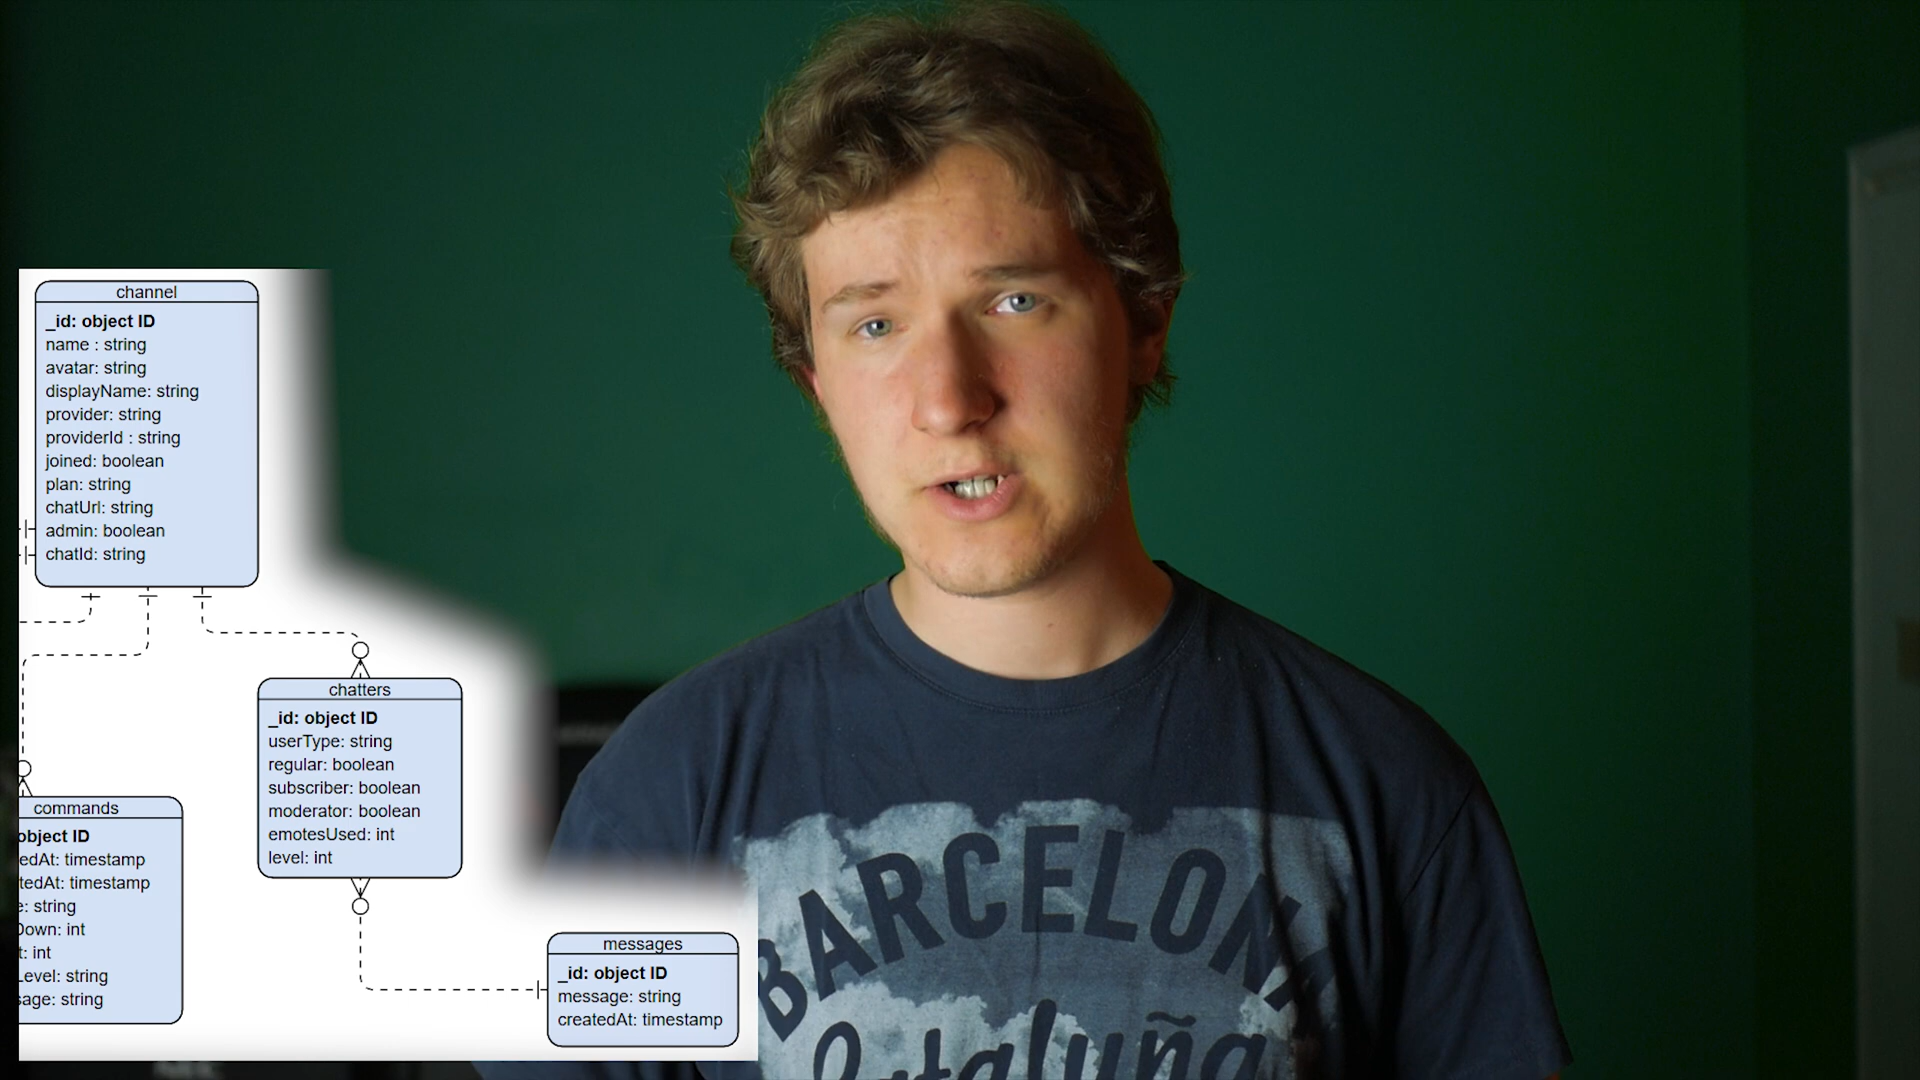 channel
_id: object ID
name : string
avatar: string
displayName: string
provider: string
providerId : string
joined: boolean
plan: string
chatUrl: string
admin: boolean
chatId: string
chatters
_id: object ID
userType: string
regular: boolean
subscriber: boolean
moderator: boolean
emotesUsed: int
level: int
commands
object ID
edAt: timestamp
tedAt: timestamp
e: string
Down: int
t: int
Level: string
sage: string
messages
_id: object ID
message: string
createdAt: timestamp
BARCELONA
Cataluña